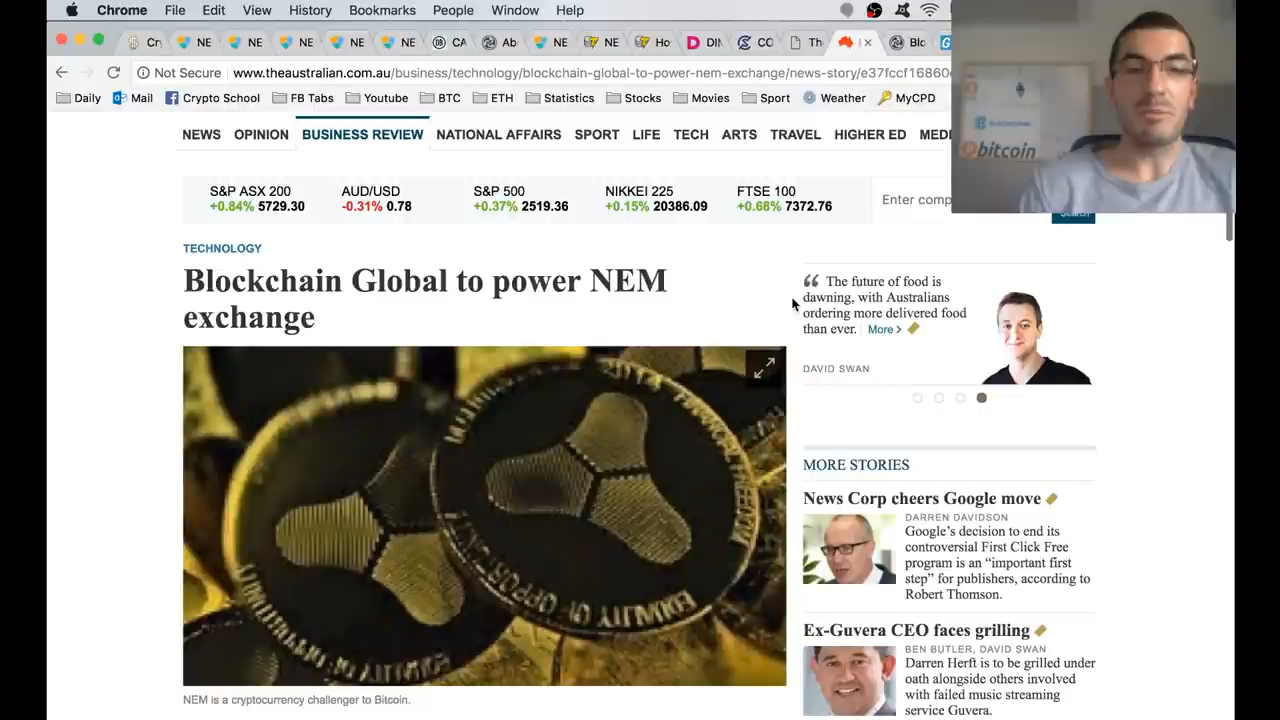 Chrome File Edit View History Bookmarks People Window Help
Cr NE NE NE NE NE CA Ab NE NE Ho DI CO Th Blo
Not Secure www.theaustralian.com.au/business/technology/blockchain-global-to-power-nem-exchange/news-story/e37fccf16860
Daily Mail Crypto School FB Tabs Youtube BTC ETH Statistics Stocks Movies Sport Weather MyCPD
BLOCKCHAIN
bitcoin
NEWS OPINION BUSINESS REVIEW NATIONAL AFFAIRS SPORT LIFE TECH ARTS TRAVEL HIGHER ED MEDI
S&P ASX 200 AUD/USD S&P 500 NIKKEI 225 FTSE 100
+0.84% 5729.30 -0.31% 0.78 +0.37% 2519.36 +0.15% 20386.09 +0.68% 7372.76
Enter comp
Search
TECHNOLOGY
Blockchain Global to power NEM
exchange
2014
EQUALITY OF OPPORTUNITY
NEM is a cryptocurrency challenger to Bitcoin.
The future of food is
dawning, with Australians
ordering more delivered food
than ever. More >
DAVID SWAN
MORE STORIES
News Corp cheers Google move
DARREN DAVIDSON
Google’s decision to end its
controversial First Click Free
program is an “important first
step” for publishers, according to
Robert Thomson.
Ex-Guvera CEO faces grilling
BEN BUTLER, DAVID SWAN
Darren Herft is to be grilled under
oath alongside others involved
with failed music streaming
service Guvera.